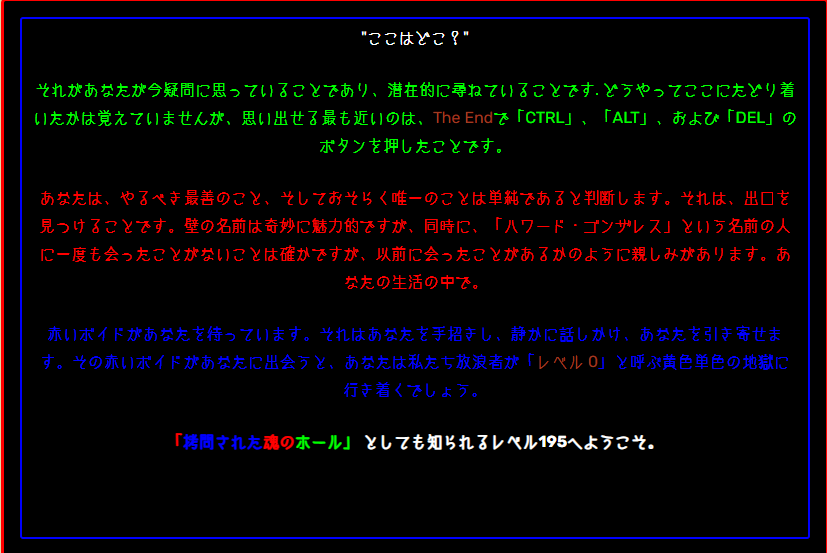 "ここはどこ？"
それがあなたが今疑問に思っていることであり、潜在的に尋ねていることです. どうやってここにたどり着
いたかは覚えていませんが、思い出せる最も近いのは、The Endで「CTRL」、「ALT」、および「DEL」の
ボタンを押したことです。
あなたは、やるべき最善のこと、そしておそらく唯一のことは単純であると判断します。それは、出口を
見つけることです。壁の名前は奇妙に魅力的ですが、同時に、「ハワード・ゴンザレス」という名前の人
に一度も会ったことがないことは確かですが、以前に会ったことがあるかのように親しみがあります。あ
なたの生活の中で。
赤いボイドがあなたを待っています。それはあなたを手招きし、静かに話しかけ、あなたを引き寄せま
す。その赤いボイドがあなたに出会うと、あなたは私たち放浪者が「レベル 0」と呼ぶ黄色単色の地獄に
行き着くでしょう。
「拷問された魂のホール」 としても知られるレベル195へようこそ。